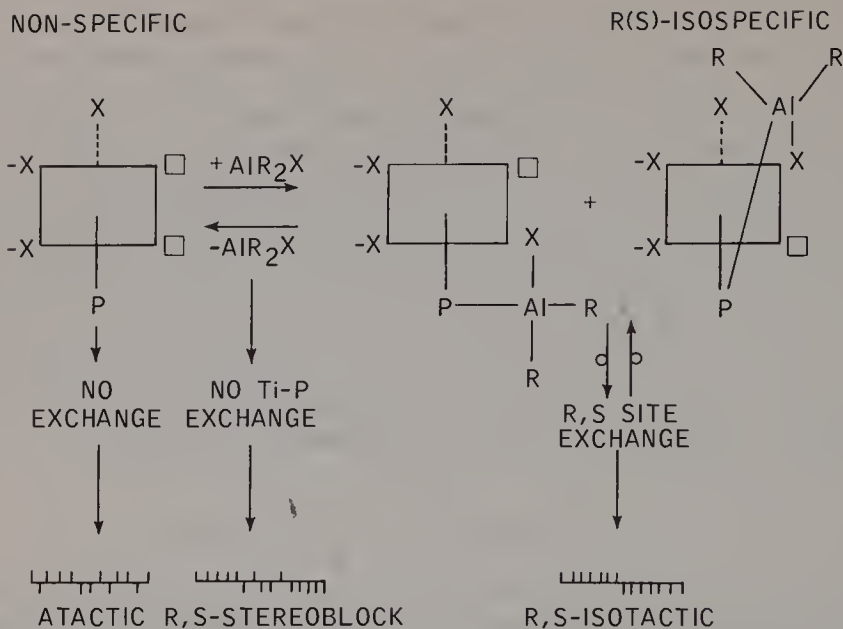 NON-SPECIFIC
R(S)-ISOSPECIFIC
R R
X X Al
-X +AlR2X -X -X X
+
-X -AlR2X -X X -X
P P Al R P
R
NO EXCHANGE
NO Ti-P EXCHANGE
R,S SITE EXCHANGE
ATACTIC R,S-STEREOBLOCK R,S-ISOTACTIC